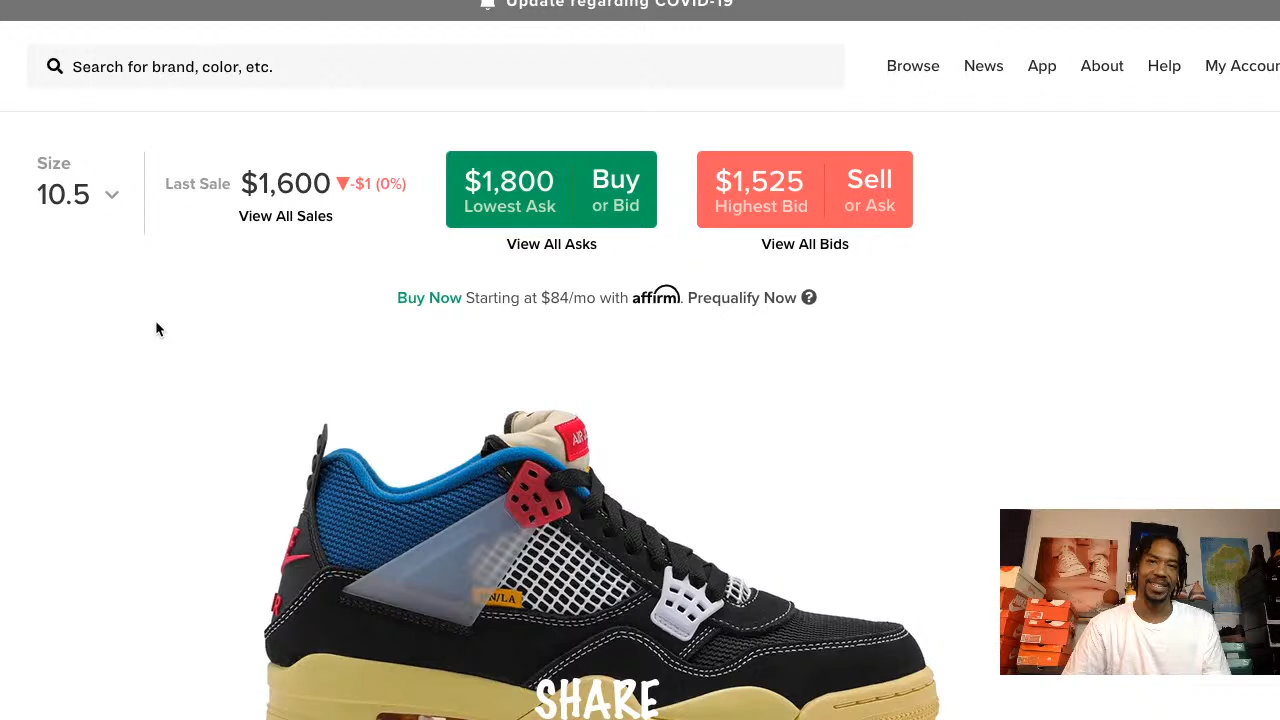 Update regarding COVID-19
Search for brand, color, etc.
Browse News App About Help My Accoun
Size
10.5
Last Sale $1,600 ▼-$1 (0%)
View All Sales
$1,800 Buy
Lowest Ask or Bid
View All Asks
$1,525 Sell
Highest Bid or Ask
View All Bids
Buy Now Starting at $84/mo with affirm. Prequalify Now ?
AIR
N/LA
SHARE